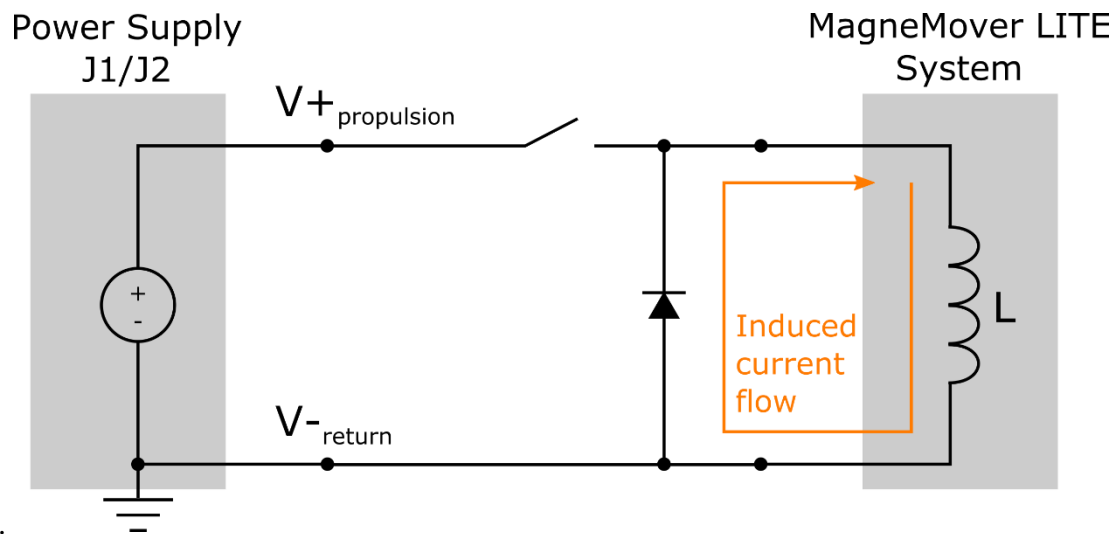 Power Supply
J1/J2
MagneMover LITE
System
V+propulsion
+
-
Induced
current
flow
L
V-return
.